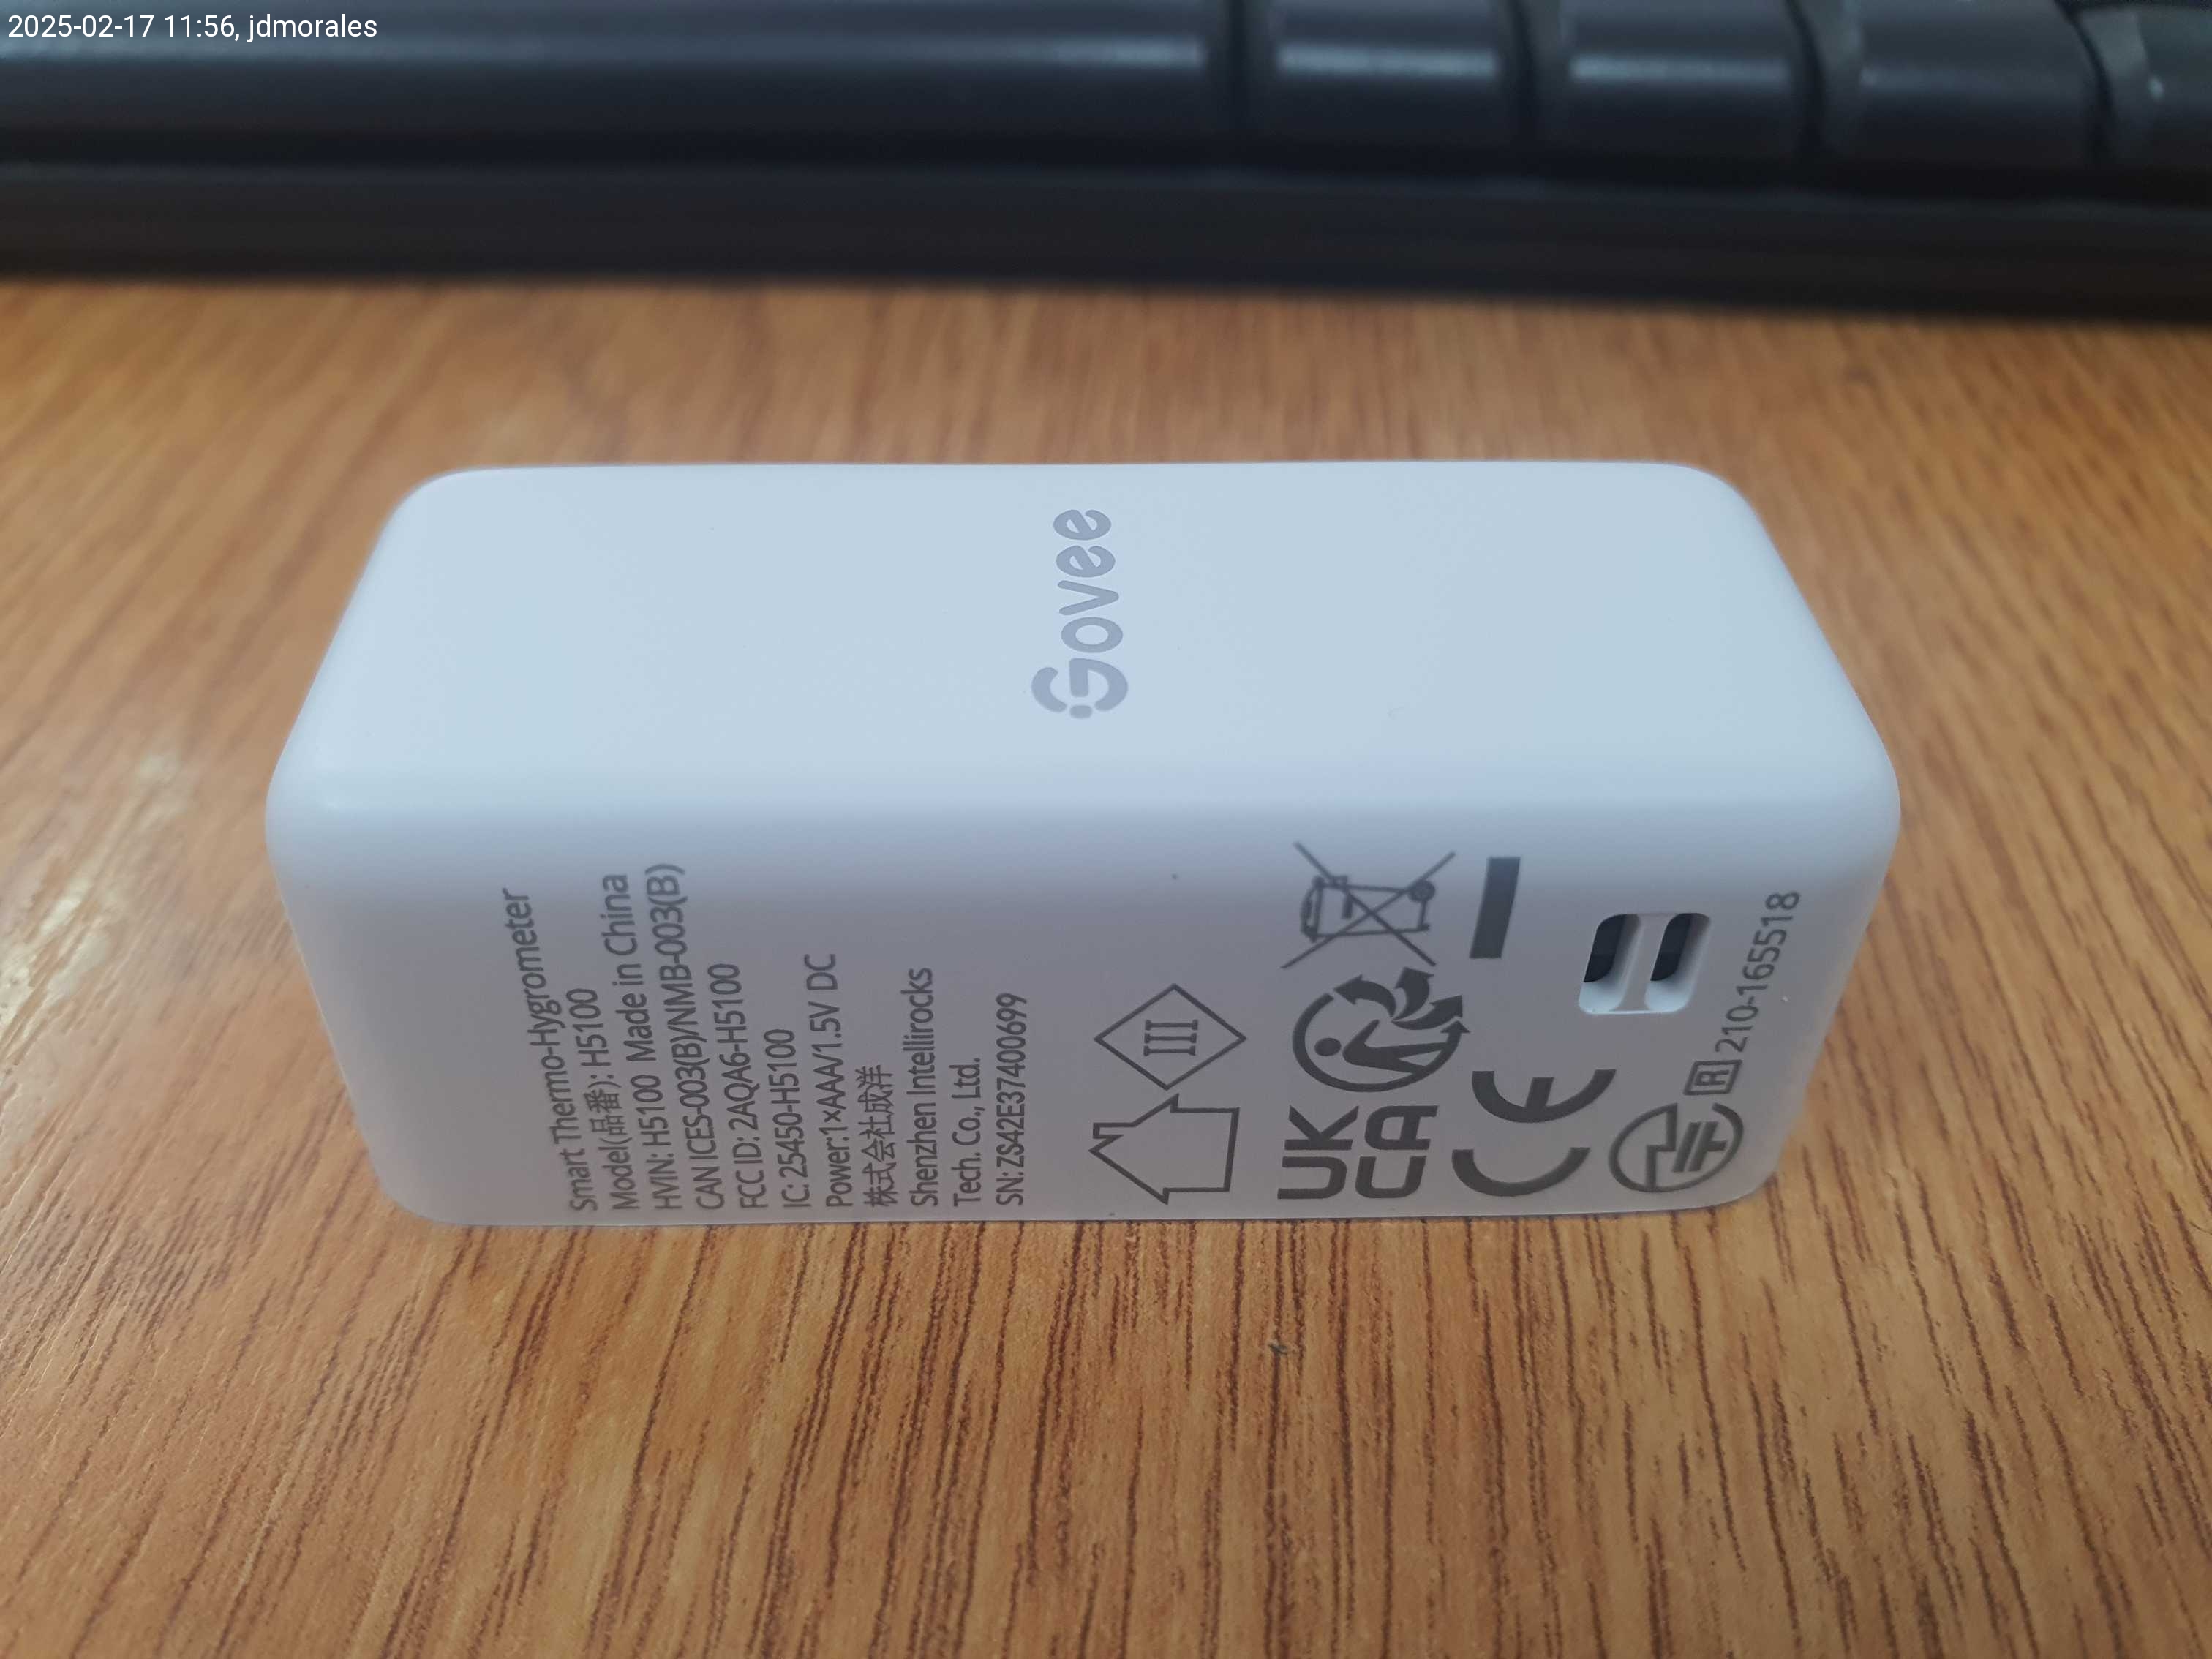 2025-02-17 11:56, jdmorales
Govee
Smart Thermo-Hygrometer
Model(品番): H5100
HVIN: H5100 Made in China
CAN ICES-003(B)/NMB-003(B)
FCC ID: 2AQA6-H5100
IC: 25450-H5100
Power:1×AAA/1.5V DC
株式会社成洋
Shenzhen Intellirocks
Tech. Co., Ltd.
SN: ZS42E37400699
III
UK
CA
CE
R 210-165518